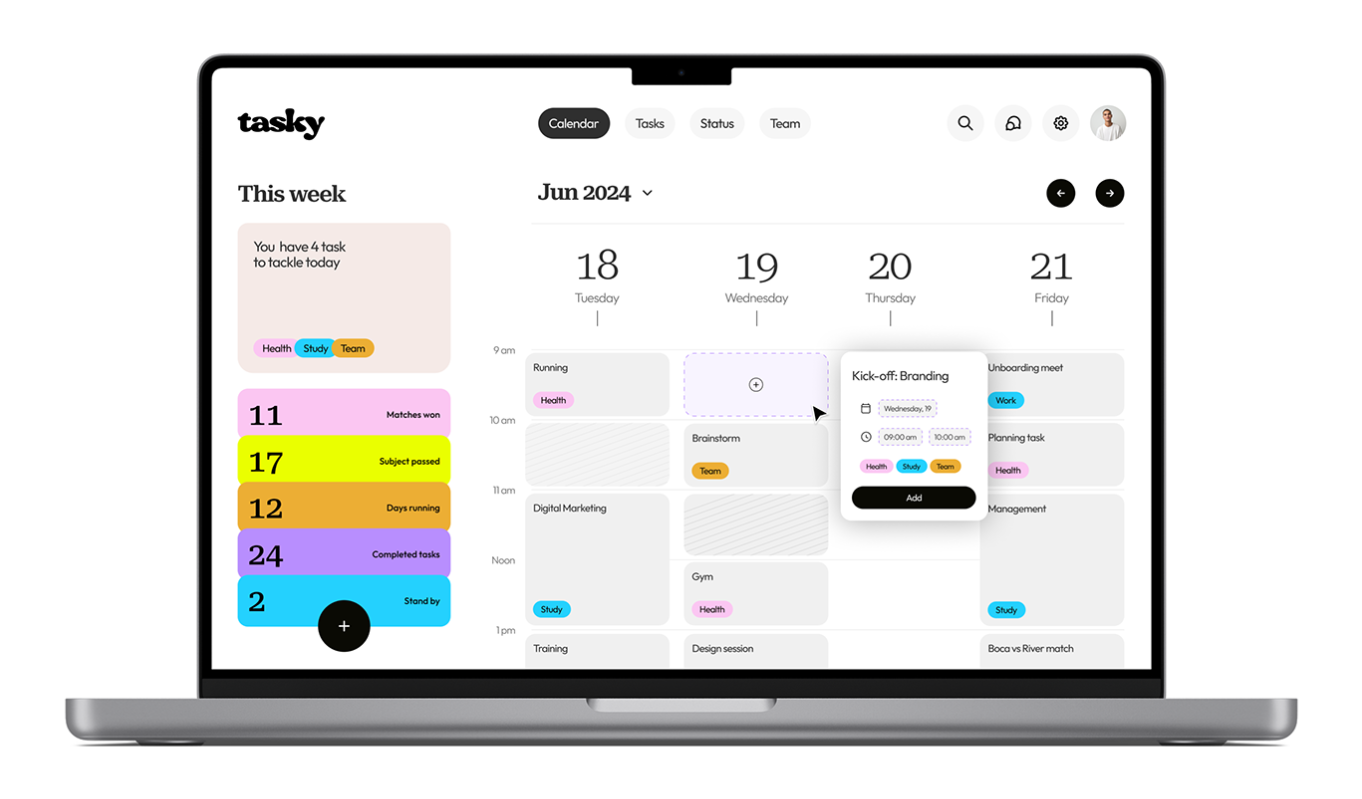 tasky
Calendar
Tasks
Status
Team
This week
Jun 2024
You have 4 task
to tackle today
Health
Study
Team
11
Matches won
17
Subject passed
12
Days running
24
Completed tasks
2
Stand by
+
18
Tuesday
19
Wednesday
20
Thursday
21
Friday
9 am
10 am
11 am
Noon
1 pm
Running
Health
Digital Marketing
Study
Training
Brainstorm
Team
Gym
Health
Design session
Kick-off: Branding
Wednesday, 19
09:00 am
10:00 am
Health
Study
Team
Add
Unboarding meet
Work
Planning task
Health
Management
Study
Boca vs River match